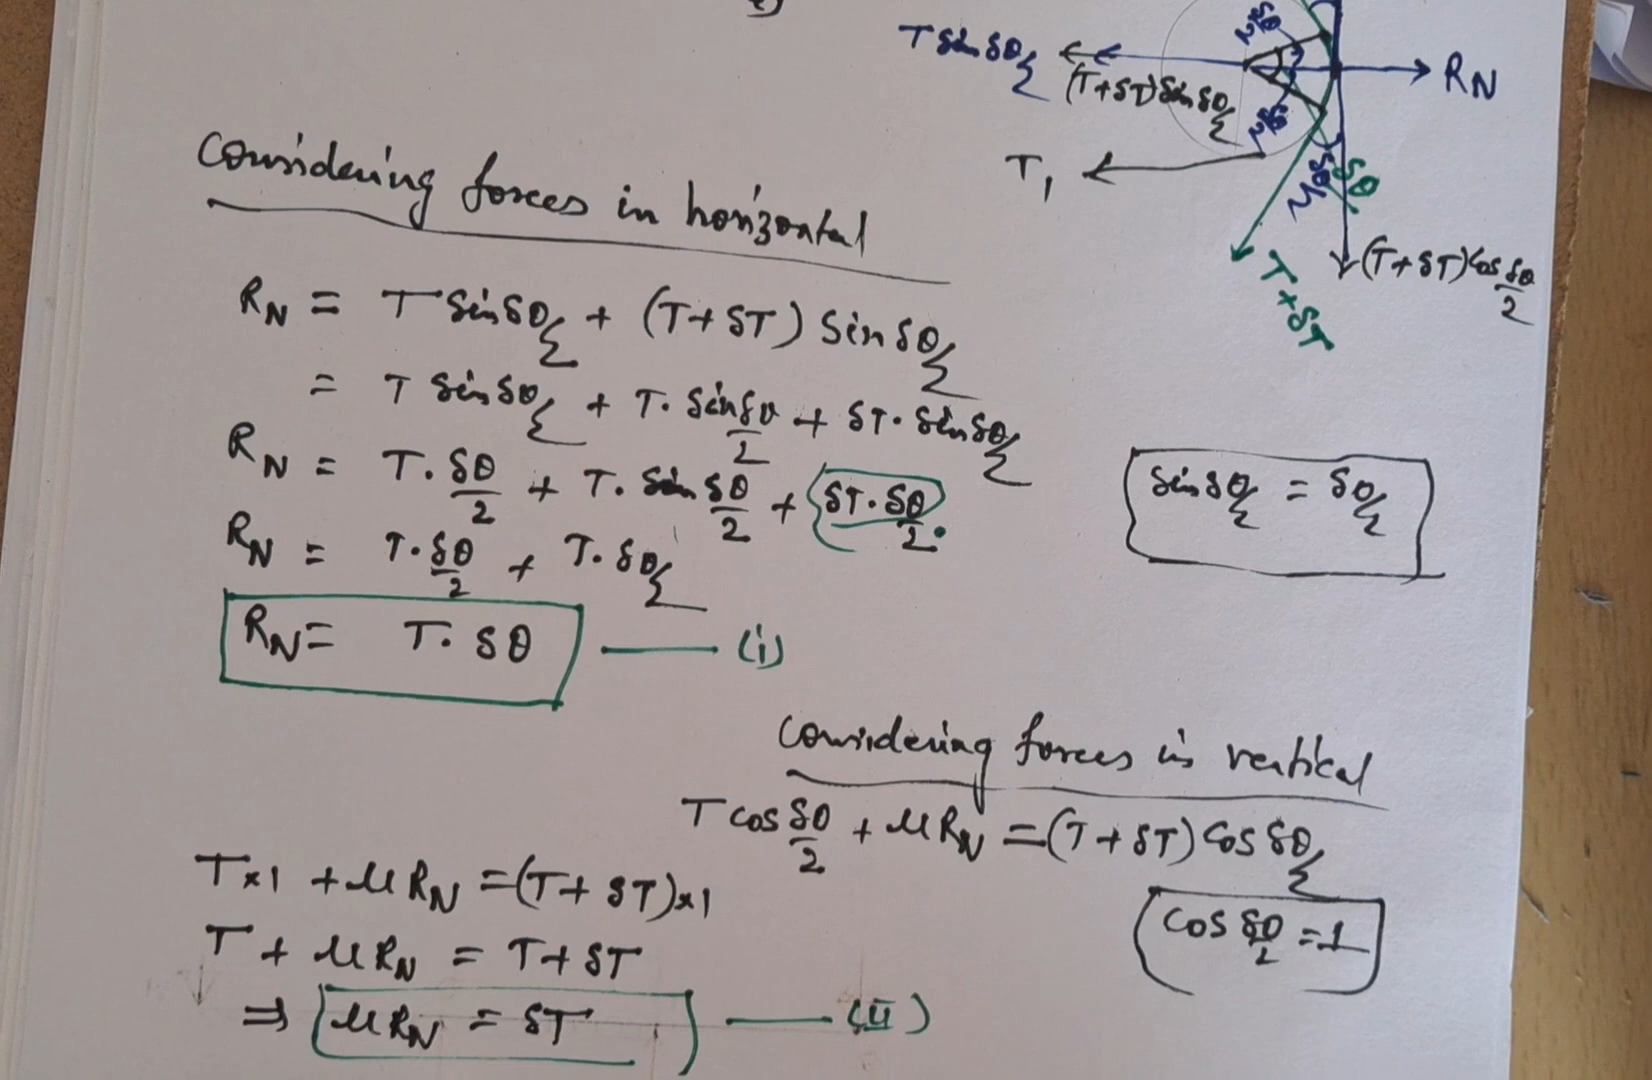 T sin δθ/2
(T+δT) sin δθ/2
δθ/2
δθ/2
R_N
T₁
δθ/2
δθ
(T+δT) cos δθ/2
T+δT
Considering forces in horizontal
R_N = T sin δθ/2 + (T+δT) sin δθ/2
= T sin δθ/2 + T. sin δθ/2 + δT. sin δθ/2
R_N = T. δθ/2 + T. sin δθ/2 + δT. δθ/2.
sin δθ/2 = δθ/2
R_N = T. δθ/2 + T. δθ/2
R_N = T. δθ —— (i)
Considering forces in vertical
T cos δθ/2 + μR_N = (T+δT) cos δθ/2
T×1 + μR_N = (T+δT)×1
cos δθ/2 = 1
T + μR_N = T+δT
⇒ μR_N = δT —— (ii)